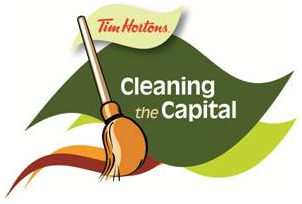 Tim Hortons.
Cleaning
the Capital